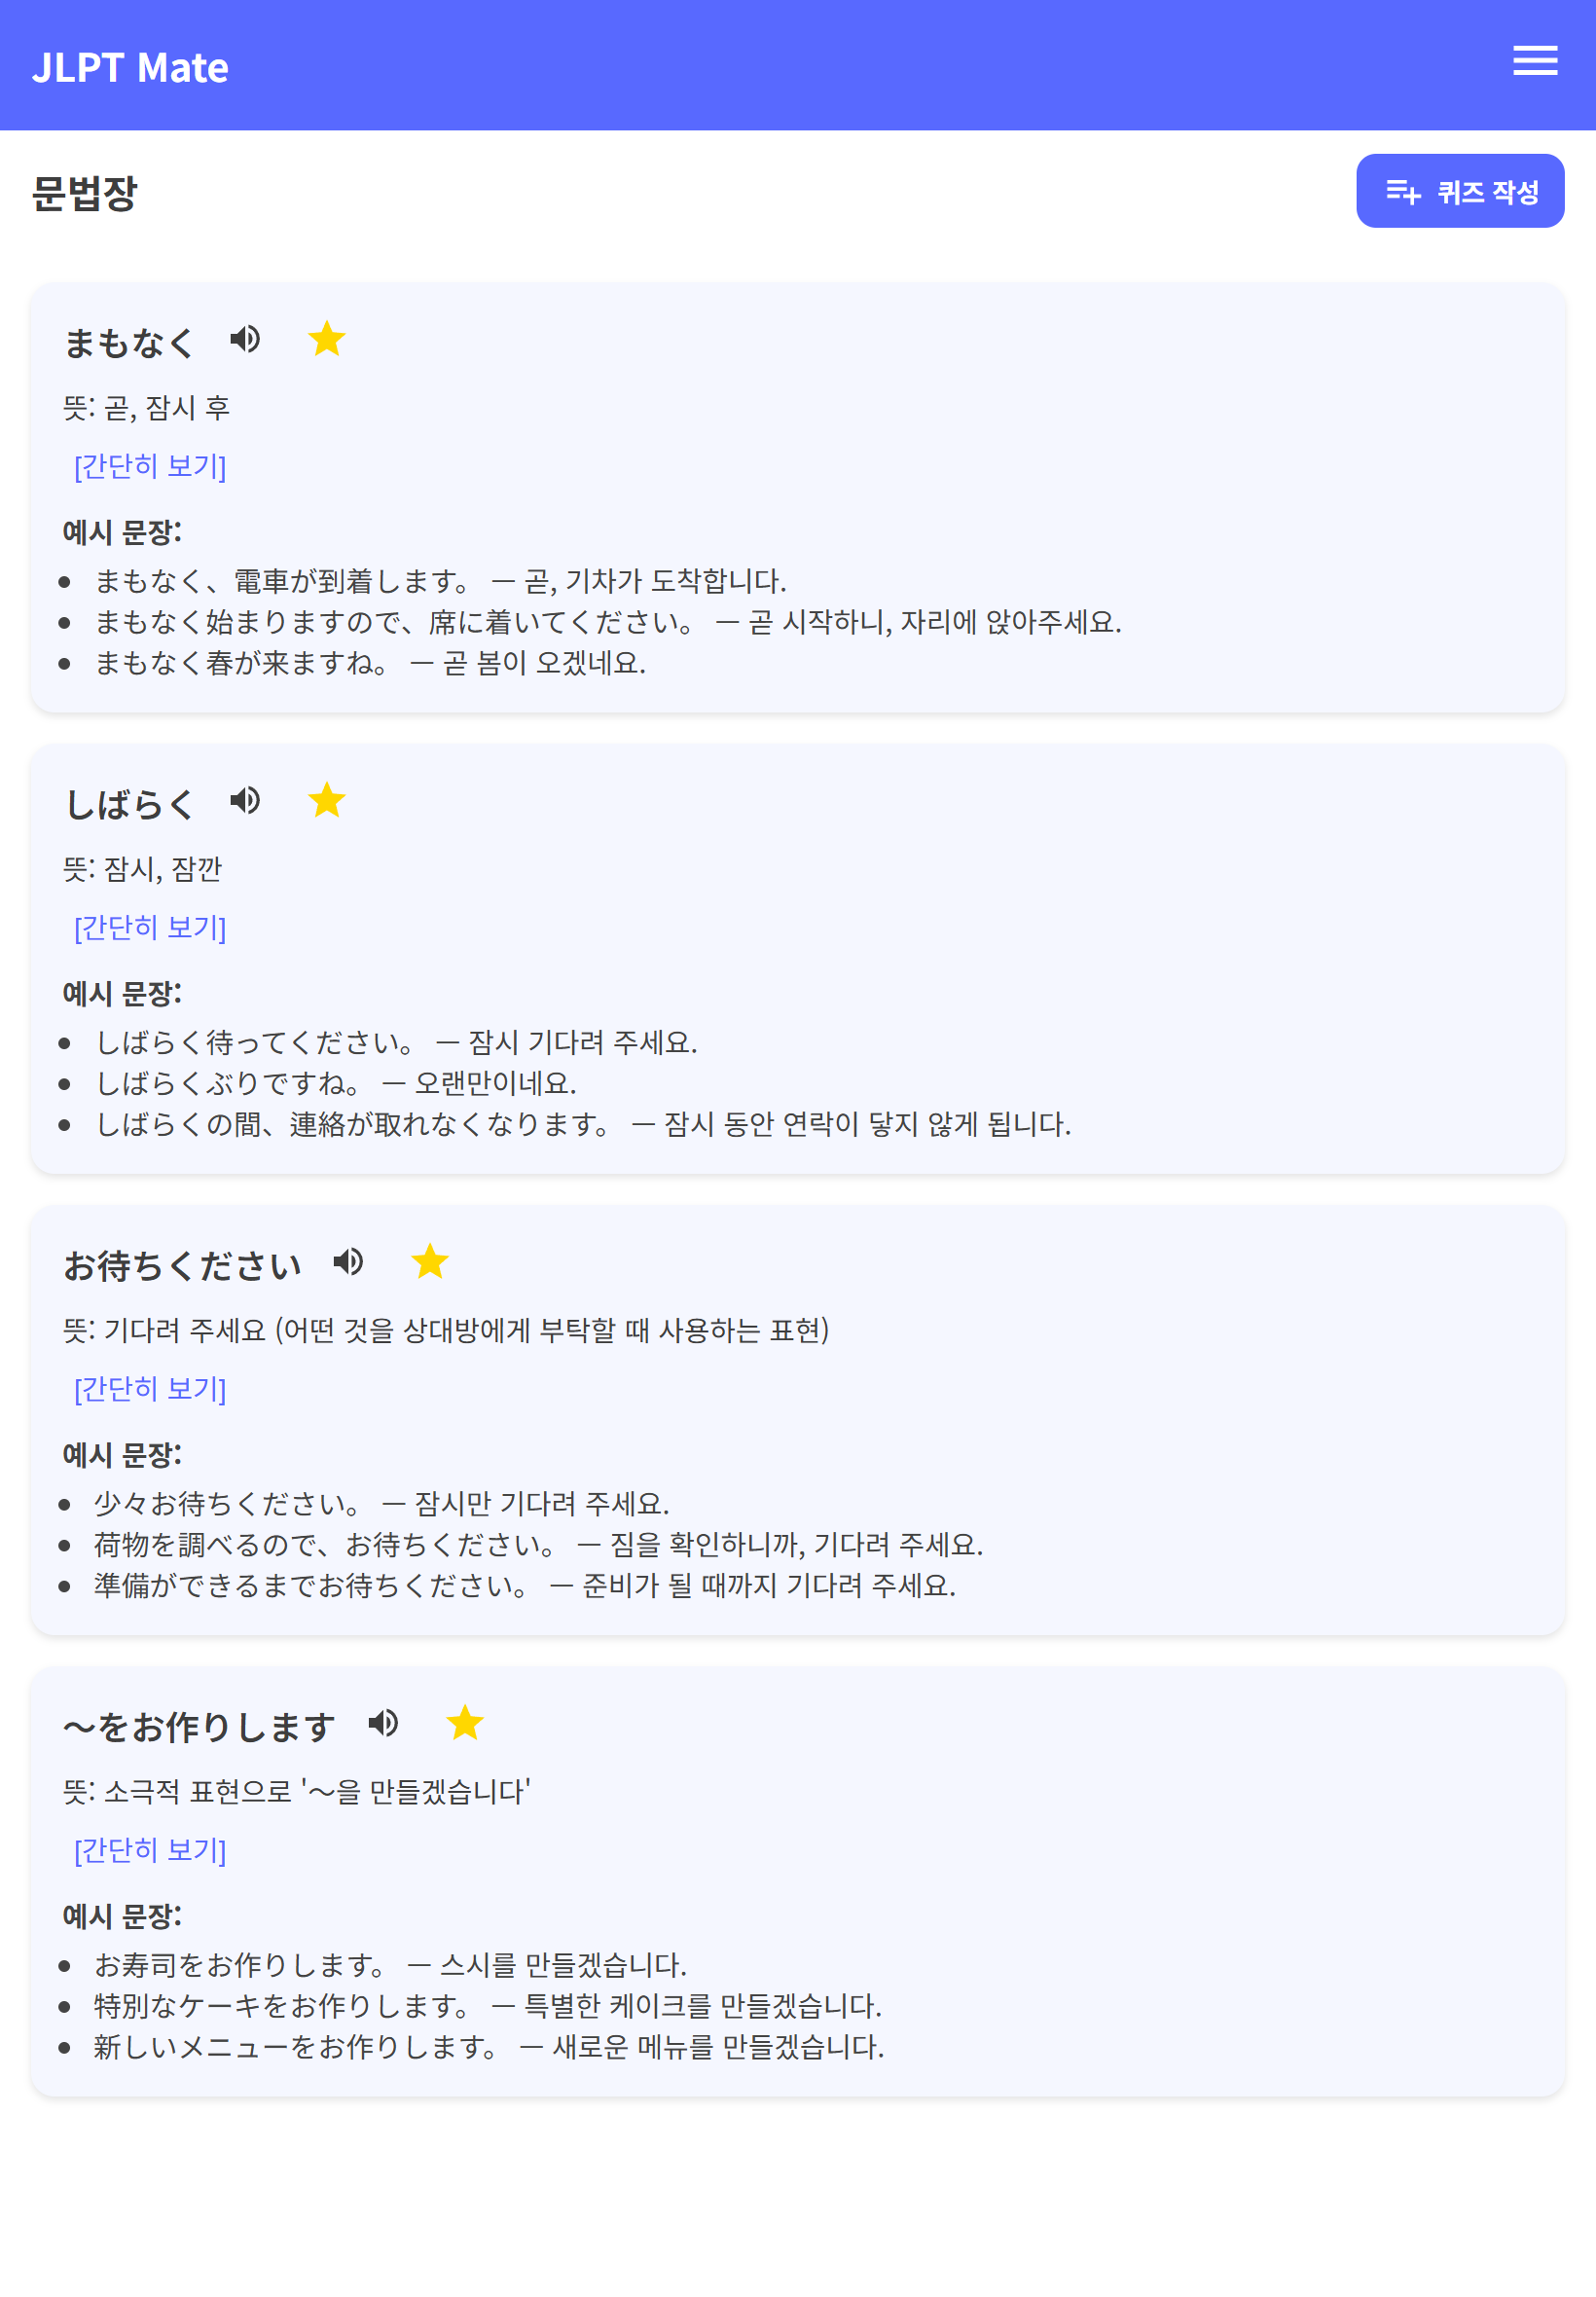 JLPT Mate
문법장
퀴즈 작성
まもなく
뜻: 곧, 잠시 후
[간단히 보기]
예시 문장:
まもなく、電車が到着します。 — 곧, 기차가 도착합니다.
まもなく始まりますので、席に着いてください。 — 곧 시작하니, 자리에 앉아주세요.
まもなく春が来ますね。 — 곧 봄이 오겠네요.
しばらく
뜻: 잠시, 잠깐
[간단히 보기]
예시 문장:
しばらく待ってください。 — 잠시 기다려 주세요.
しばらくぶりですね。 — 오랜만이네요.
しばらくの間、連絡が取れなくなります。 — 잠시 동안 연락이 닿지 않게 됩니다.
お待ちください
뜻: 기다려 주세요 (어떤 것을 상대방에게 부탁할 때 사용하는 표현)
[간단히 보기]
예시 문장:
少々お待ちください。 — 잠시만 기다려 주세요.
荷物を調べるので、お待ちください。 — 짐을 확인하니까, 기다려 주세요.
準備ができるまでお待ちください。 — 준비가 될 때까지 기다려 주세요.
〜をお作りします
뜻: 소극적 표현으로 '〜을 만들겠습니다'
[간단히 보기]
예시 문장:
お寿司をお作りします。 — 스시를 만들겠습니다.
特別なケーキをお作りします。 — 특별한 케이크를 만들겠습니다.
新しいメニューをお作りします。 — 새로운 메뉴를 만들겠습니다.